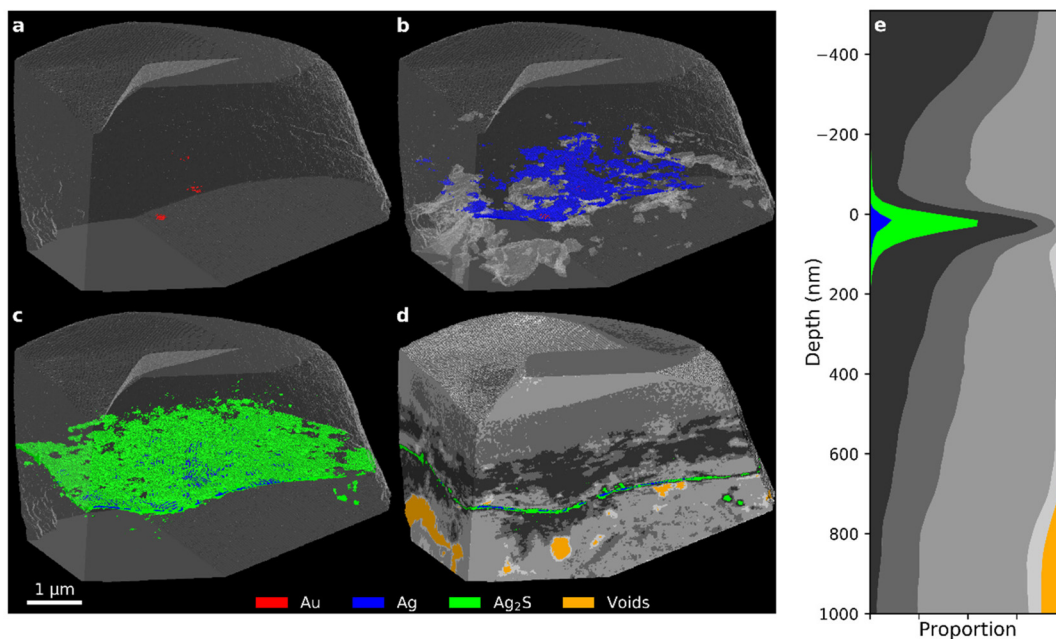 a
b
c
d
1 μm
Au
Ag
Ag₂S
Voids
e
−400
−200
0
200
400
600
800
1000
Depth (nm)
Proportion